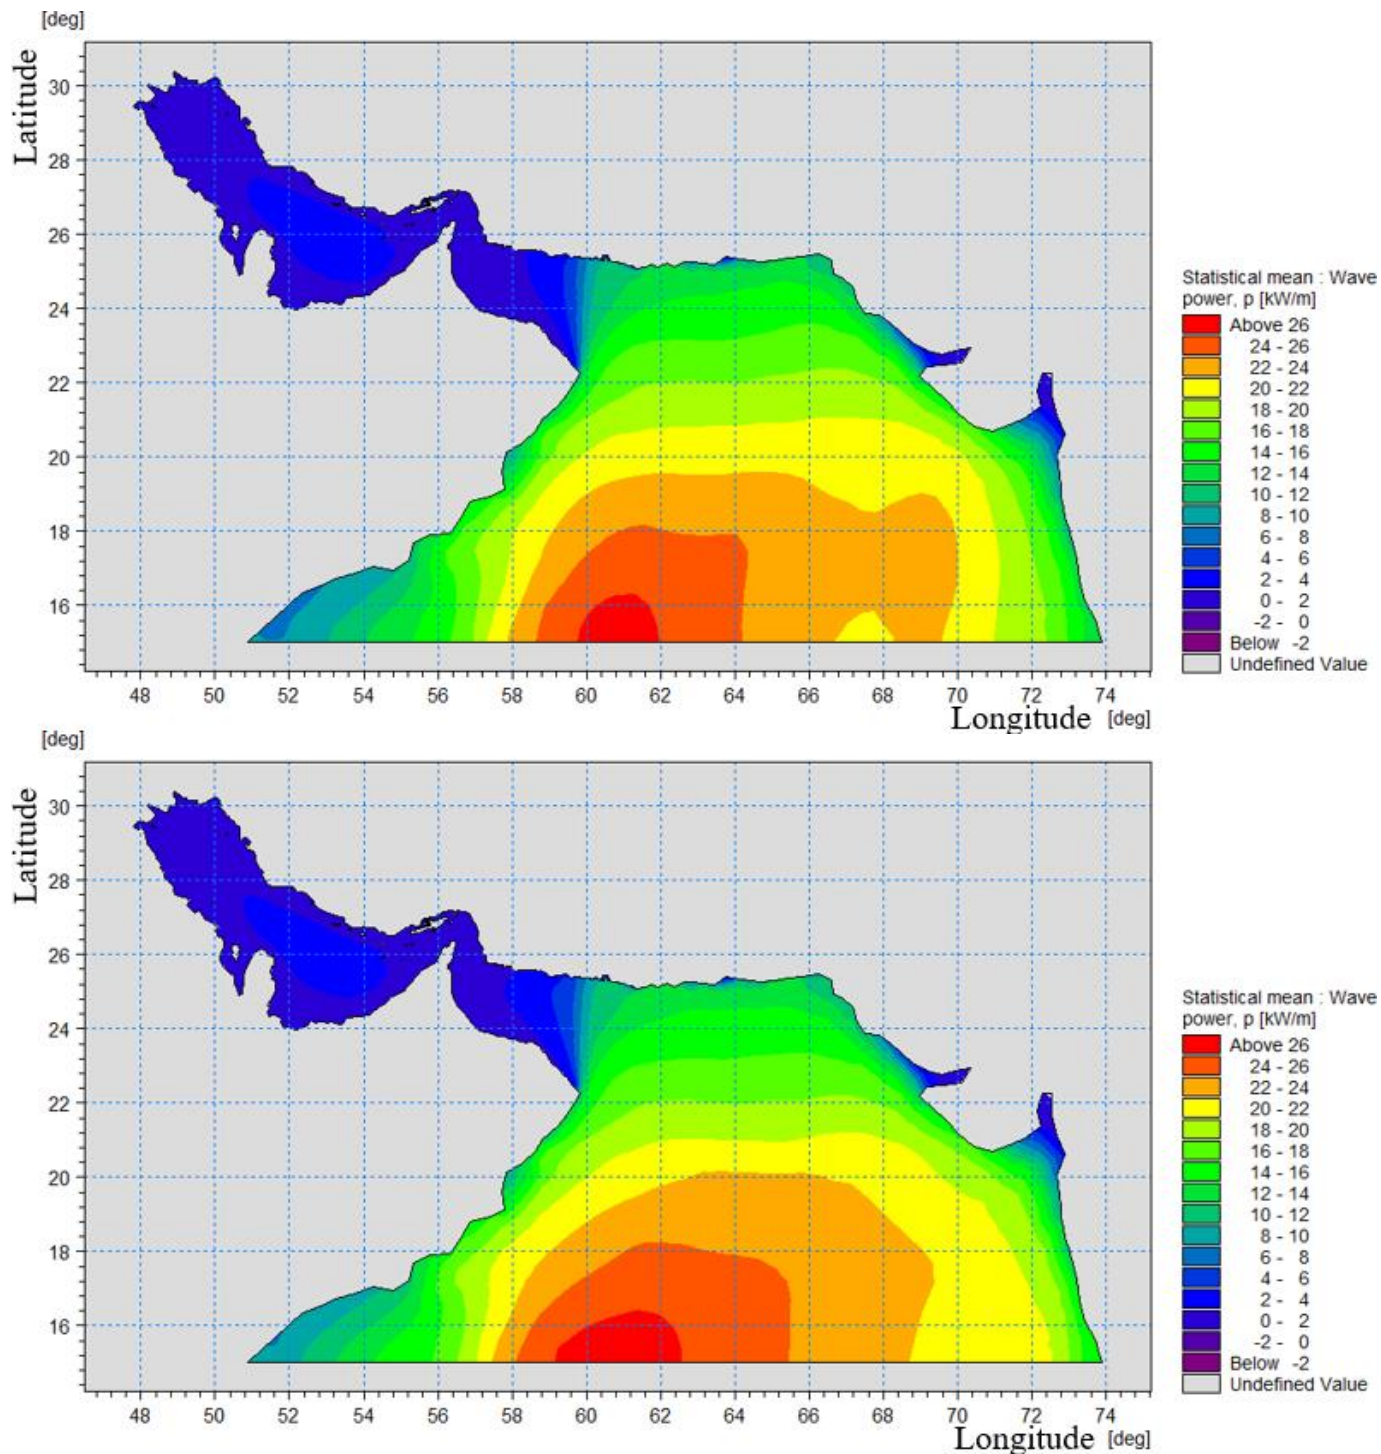 [deg]
Latitude
30
28
26
24
22
20
18
16
48 50 52 54 56 58 60 62 64 66 68 70 72 74
Longitude [deg]
Statistical mean : Wave
power, p [kW/m]
Above 26
24 - 26
22 - 24
20 - 22
18 - 20
16 - 18
14 - 16
12 - 14
10 - 12
8 - 10
6 - 8
4 - 6
2 - 4
0 - 2
-2 - 0
Below -2
Undefined Value
[deg]
Latitude
30
28
26
24
22
20
18
16
48 50 52 54 56 58 60 62 64 66 68 70 72 74
Longitude [deg]
Statistical mean : Wave
power, p [kW/m]
Above 26
24 - 26
22 - 24
20 - 22
18 - 20
16 - 18
14 - 16
12 - 14
10 - 12
8 - 10
6 - 8
4 - 6
2 - 4
0 - 2
-2 - 0
Below -2
Undefined Value